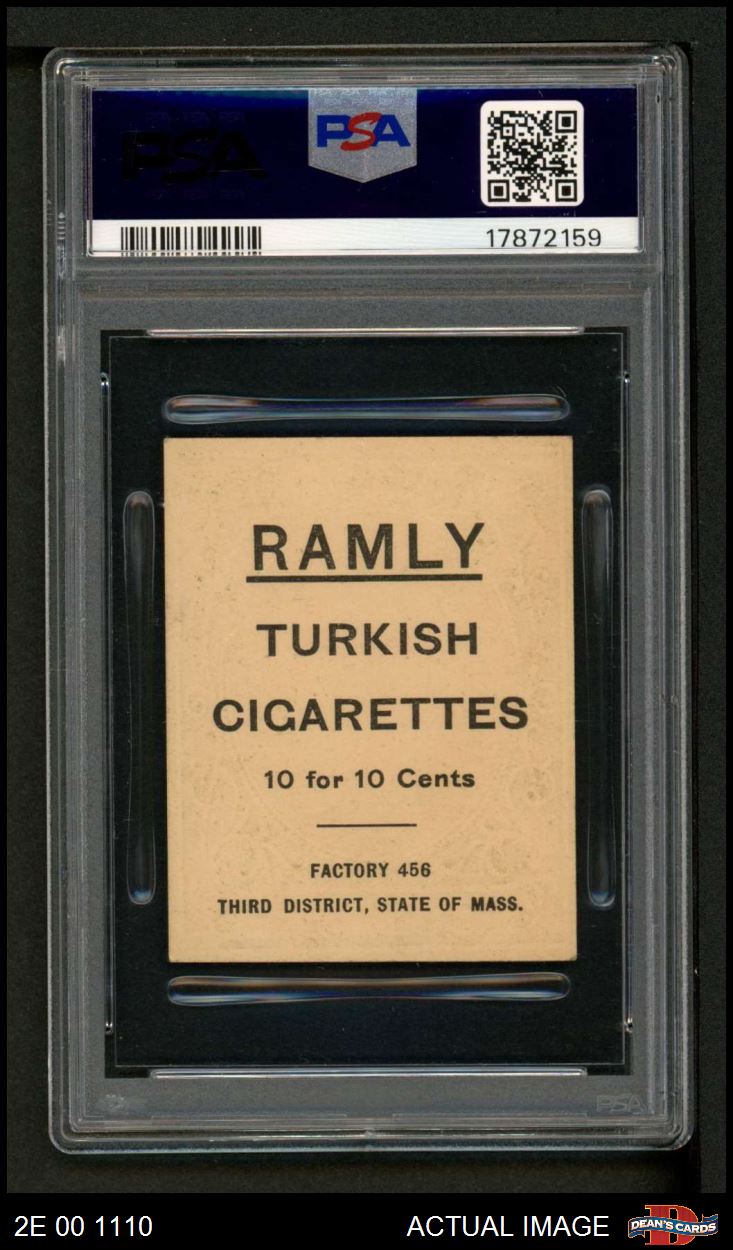 PSA
PSA
17872159
RAMLY
TURKISH
CIGARETTES
10 for 10 Cents
FACTORY 456
THIRD DISTRICT, STATE OF MASS.
PSA
2E 00 1110
ACTUAL IMAGE
DEAN'S CARDS